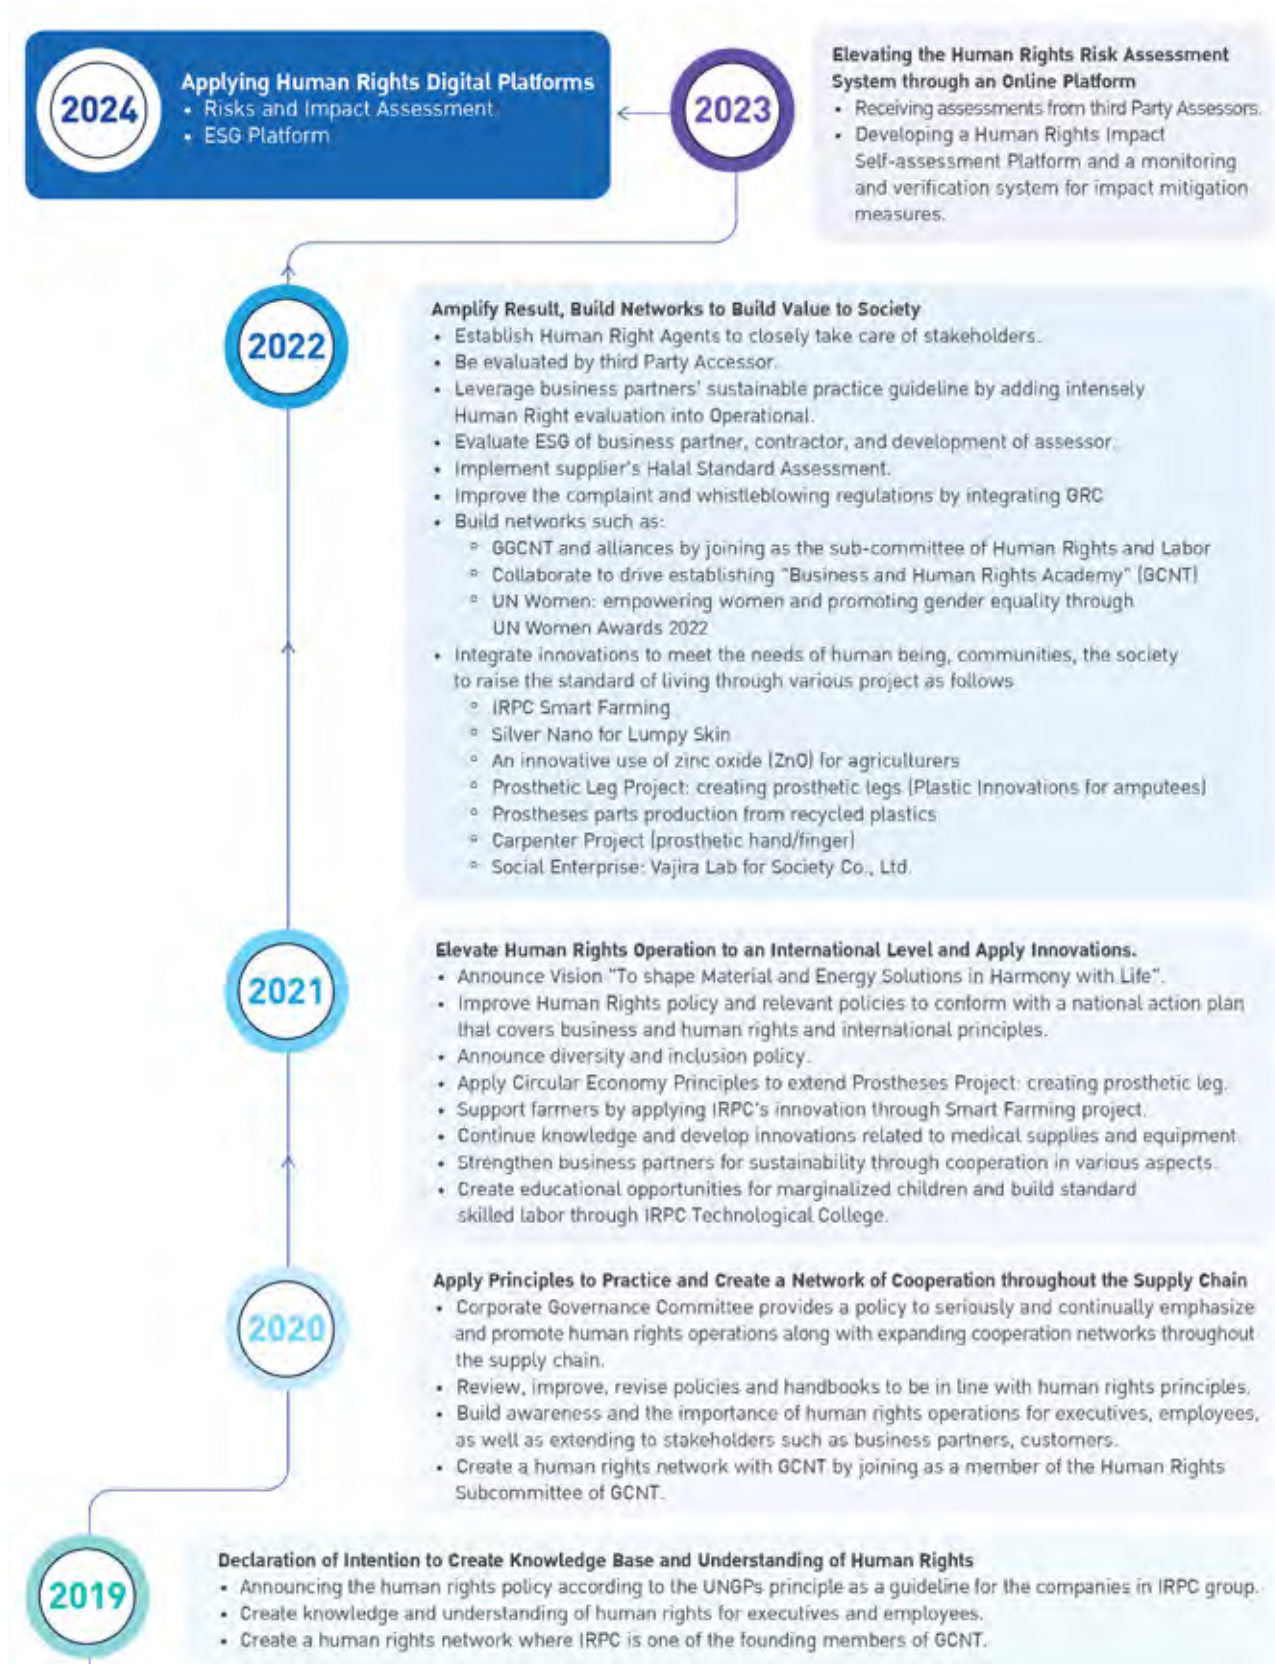 2024
Applying Human Rights Digital Platforms
• Risks and Impact Assessment
• ESG Platform
2023
Elevating the Human Rights Risk Assessment
System through an Online Platform
• Receiving assessments from third Party Assessors.
• Developing a Human Rights Impact
Self-assessment Platform and a monitoring
and verification system for impact mitigation
measures.
2022
Amplify Result, Build Networks to Build Value to Society
• Establish Human Right Agents to closely take care of stakeholders.
• Be evaluated by third Party Accessor.
• Leverage business partners' sustainable practice guideline by adding intensely
Human Right evaluation into Operational.
• Evaluate ESG of business partner, contractor, and development of assessor.
• Implement supplier's Halal Standard Assessment.
• Improve the complaint and whistleblowing regulations by integrating GRC
• Build networks such as:
° GGCNT and alliances by joining as the sub-committee of Human Rights and Labor
° Collaborate to drive establishing "Business and Human Rights Academy" (GCNT)
° UN Women: empowering women and promoting gender equality through
UN Women Awards 2022
• Integrate innovations to meet the needs of human being, communities, the society
to raise the standard of living through various project as follows
° IRPC Smart Farming
° Silver Nano for Lumpy Skin
° An innovative use of zinc oxide (ZnO) for agriculturers
° Prosthetic Leg Project: creating prosthetic legs (Plastic Innovations for amputees)
° Prostheses parts production from recycled plastics
° Carpenter Project (prosthetic hand/finger)
° Social Enterprise: Vajira Lab for Society Co., Ltd.
2021
Elevate Human Rights Operation to an International Level and Apply Innovations.
• Announce Vision "To shape Material and Energy Solutions in Harmony with Life".
• Improve Human Rights policy and relevant policies to conform with a national action plan
that covers business and human rights and international principles.
• Announce diversity and inclusion policy.
• Apply Circular Economy Principles to extend Prostheses Project: creating prosthetic leg.
• Support farmers by applying IRPC's innovation through Smart Farming project.
• Continue knowledge and develop innovations related to medical supplies and equipment.
• Strengthen business partners for sustainability through cooperation in various aspects.
• Create educational opportunities for marginalized children and build standard
skilled labor through IRPC Technological College.
2020
Apply Principles to Practice and Create a Network of Cooperation throughout the Supply Chain
• Corporate Governance Committee provides a policy to seriously and continually emphasize
and promote human rights operations along with expanding cooperation networks throughout
the supply chain.
• Review, improve, revise policies and handbooks to be in line with human rights principles.
• Build awareness and the importance of human rights operations for executives, employees,
as well as extending to stakeholders such as business partners, customers.
• Create a human rights network with GCNT by joining as a member of the Human Rights
Subcommittee of GCNT.
2019
Declaration of Intention to Create Knowledge Base and Understanding of Human Rights
• Announcing the human rights policy according to the UNGPs principle as a guideline for the companies in IRPC group.
• Create knowledge and understanding of human rights for executives and employees.
• Create a human rights network where IRPC is one of the founding members of GCNT.